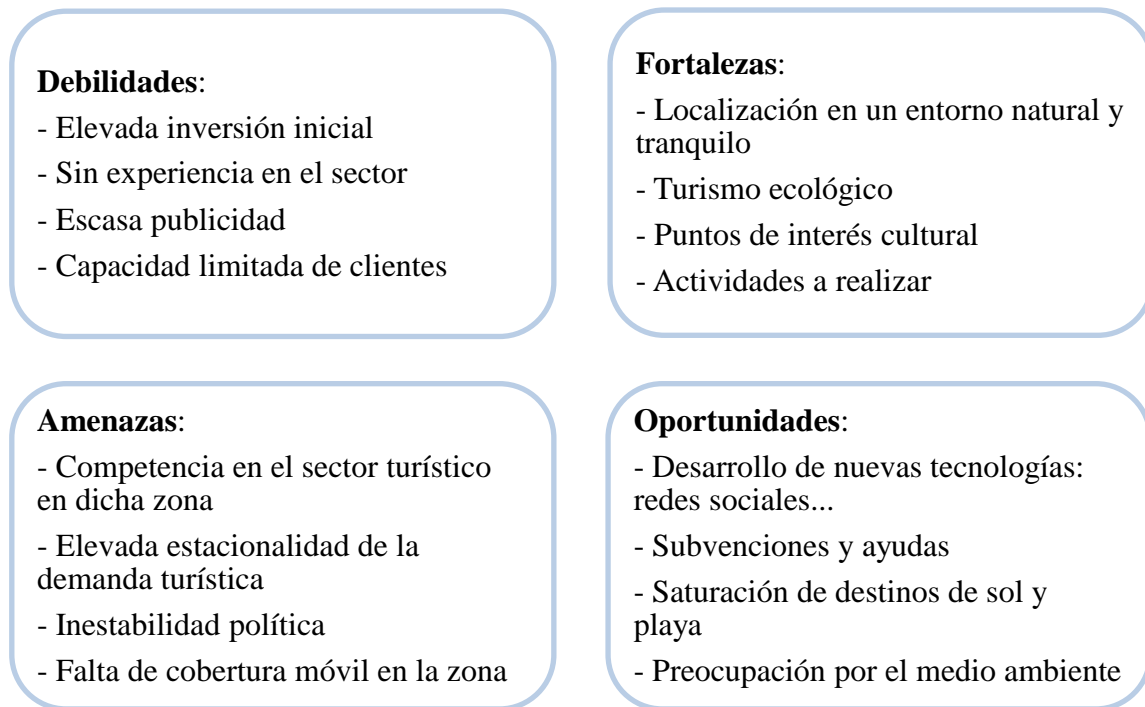 Debilidades:
- Elevada inversión inicial
- Sin experiencia en el sector
- Escasa publicidad
- Capacidad limitada de clientes
Fortalezas:
- Localización en un entorno natural y
tranquilo
- Turismo ecológico
- Puntos de interés cultural
- Actividades a realizar
Amenazas:
- Competencia en el sector turístico
en dicha zona
- Elevada estacionalidad de la
demanda turística
- Inestabilidad política
- Falta de cobertura móvil en la zona
Oportunidades:
- Desarrollo de nuevas tecnologías:
redes sociales...
- Subvenciones y ayudas
- Saturación de destinos de sol y
playa
- Preocupación por el medio ambiente